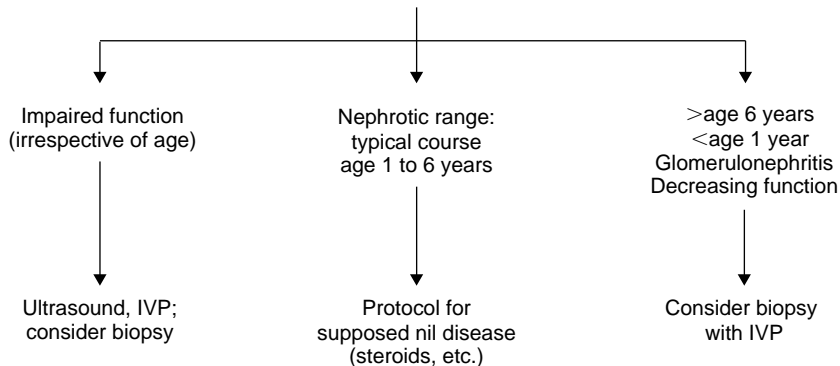 Impaired function
(irrespective of age)
Nephrotic range:
typical course
age 1 to 6 years
>age 6 years
<age 1 year
Glomerulonephritis
Decreasing function
Ultrasound, IVP;
consider biopsy
Protocol for
supposed nil disease
(steroids, etc.)
Consider biopsy
with IVP